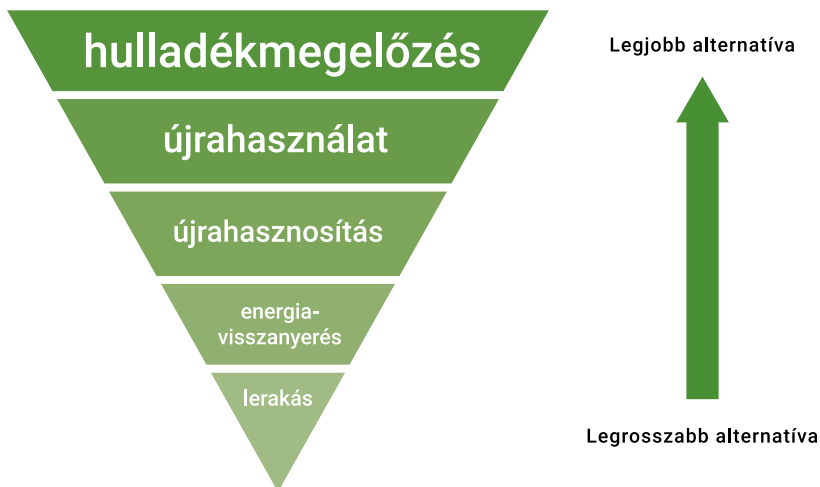 hulladékmegelőzés
újrahasználat
újrahasznosítás
energia-
visszanyerés
lerakás
Legjobb alternatíva
Legrosszabb alternatíva